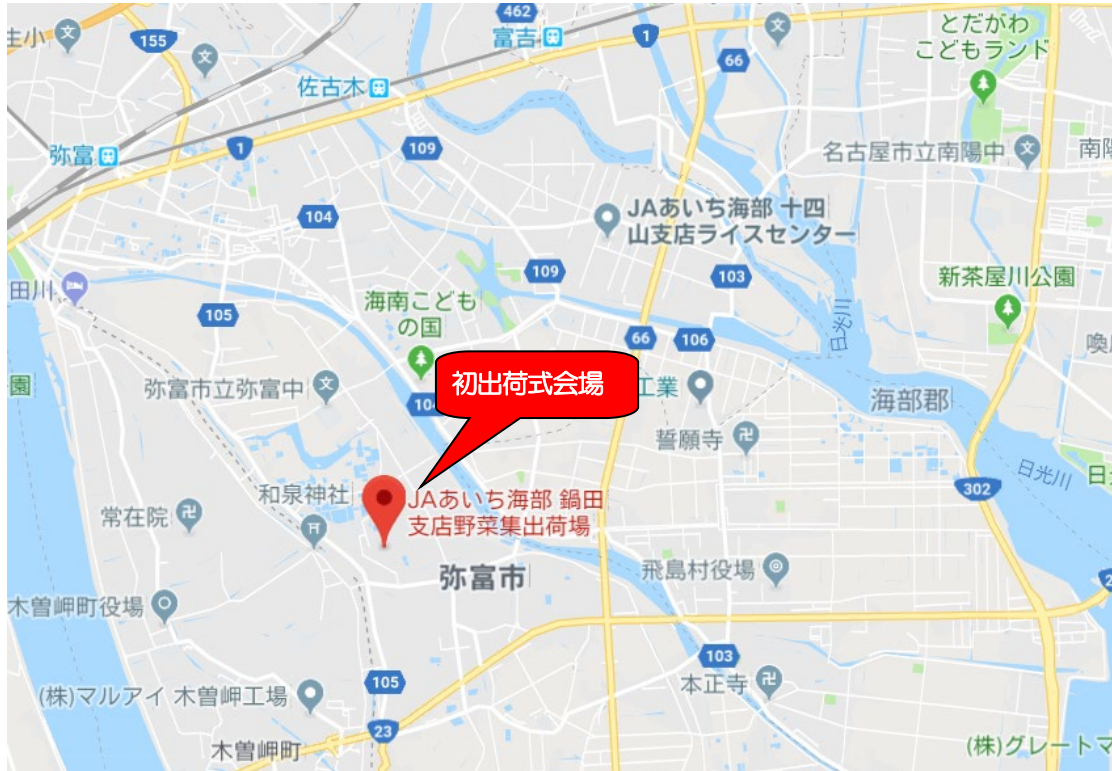 462
とだがわ
こどもランド
生小
155
富吉
1
66
佐古木
弥富
1
109
名古屋市立南陽中
南陽
104
JAあいち海部 十四
山支店ライスセンター
109
103
新茶屋川公園
田川
海南こども
の国
105
66
106
日光川
喚
園
初出荷式会場
工業
弥富市立弥富中
104
海部郡
誓願寺
日光川
日
302
和泉神社
JAあいち海部 鍋田
支店野菜集出荷場
常在院
弥富市
飛島村役場
2
木曽岬町役場
103
105
本正寺
(株)マルアイ 木曽岬工場
23
木曽岬町
(株)グレートマ